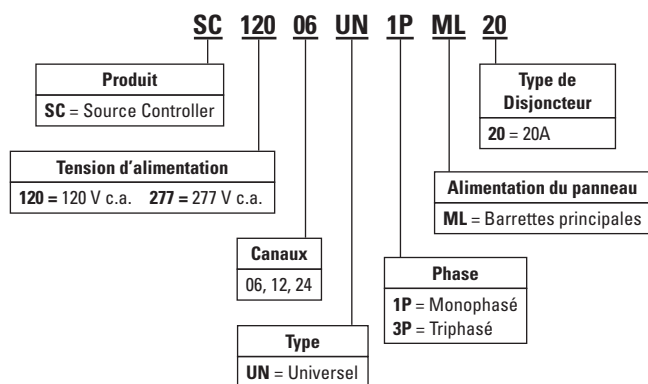 SC 120 06 UN 1P ML 20
Produit
SC = Source Controller
Tension d’alimentation
120 = 120 V c.a. 277 = 277 V c.a.
Canaux
06, 12, 24
Type
UN = Universel
Phase
1P = Monophasé
3P = Triphasé
Alimentation du panneau
ML = Barrettes principales
Type de
Disjoncteur
20 = 20A